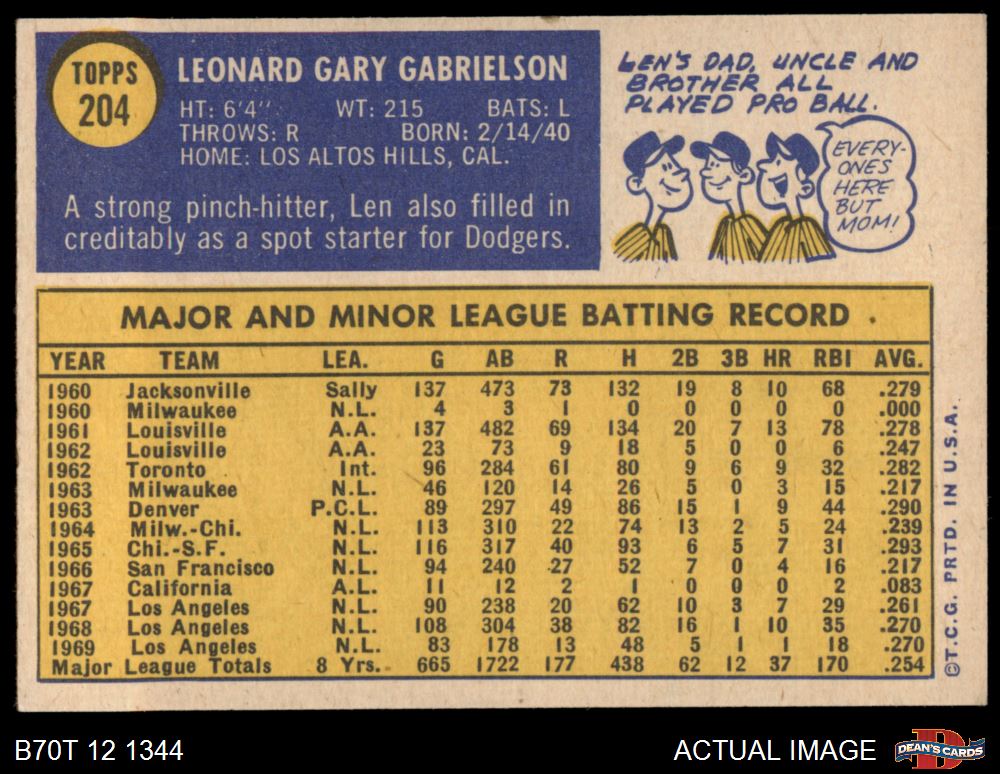 TOPPS
204
LEONARD GARY GABRIELSON
HT: 6'4" WT: 215 BATS: L
THROWS: R BORN: 2/14/40
HOME: LOS ALTOS HILLS, CAL.
A strong pinch-hitter, Len also filled in
creditably as a spot starter for Dodgers.
LEN'S DAD, UNCLE AND
BROTHER ALL
PLAYED PRO BALL.
EVERY-
ONES
HERE
BUT
MOM!
MAJOR AND MINOR LEAGUE BATTING RECORD
YEAR TEAM LEA. G AB R H 2B 3B HR RBI AVG.
1960 Jacksonville Sally 137 473 73 132 19 8 10 68 .279
1960 Milwaukee N.L. 4 3 1 0 0 0 0 0 .000
1961 Louisville A.A. 137 482 69 134 20 7 13 78 .278
1962 Louisville A.A. 23 73 9 18 5 0 0 6 .247
1962 Toronto Int. 96 284 61 80 9 6 9 32 .282
1963 Milwaukee N.L. 46 120 14 26 5 0 3 15 .217
1963 Denver P.C.L. 89 297 49 86 15 1 9 44 .290
1964 Milw.-Chi. N.L. 113 310 22 74 13 2 5 24 .239
1965 Chi.-S.F. N.L. 116 317 40 93 6 5 7 31 .293
1966 San Francisco N.L. 94 240 27 52 7 0 4 16 .217
1967 California A.L. 11 12 2 1 0 0 0 2 .083
1967 Los Angeles N.L. 90 238 20 62 10 3 7 29 .261
1968 Los Angeles N.L. 108 304 38 82 16 1 10 35 .270
1969 Los Angeles N.L. 83 178 13 48 5 1 1 18 .270
Major League Totals 8 Yrs. 665 1722 177 438 62 12 37 170 .254
©T.C.G. PRTD. IN U.S.A.
B70T 12 1344
ACTUAL IMAGE
DEAN'S CARDS